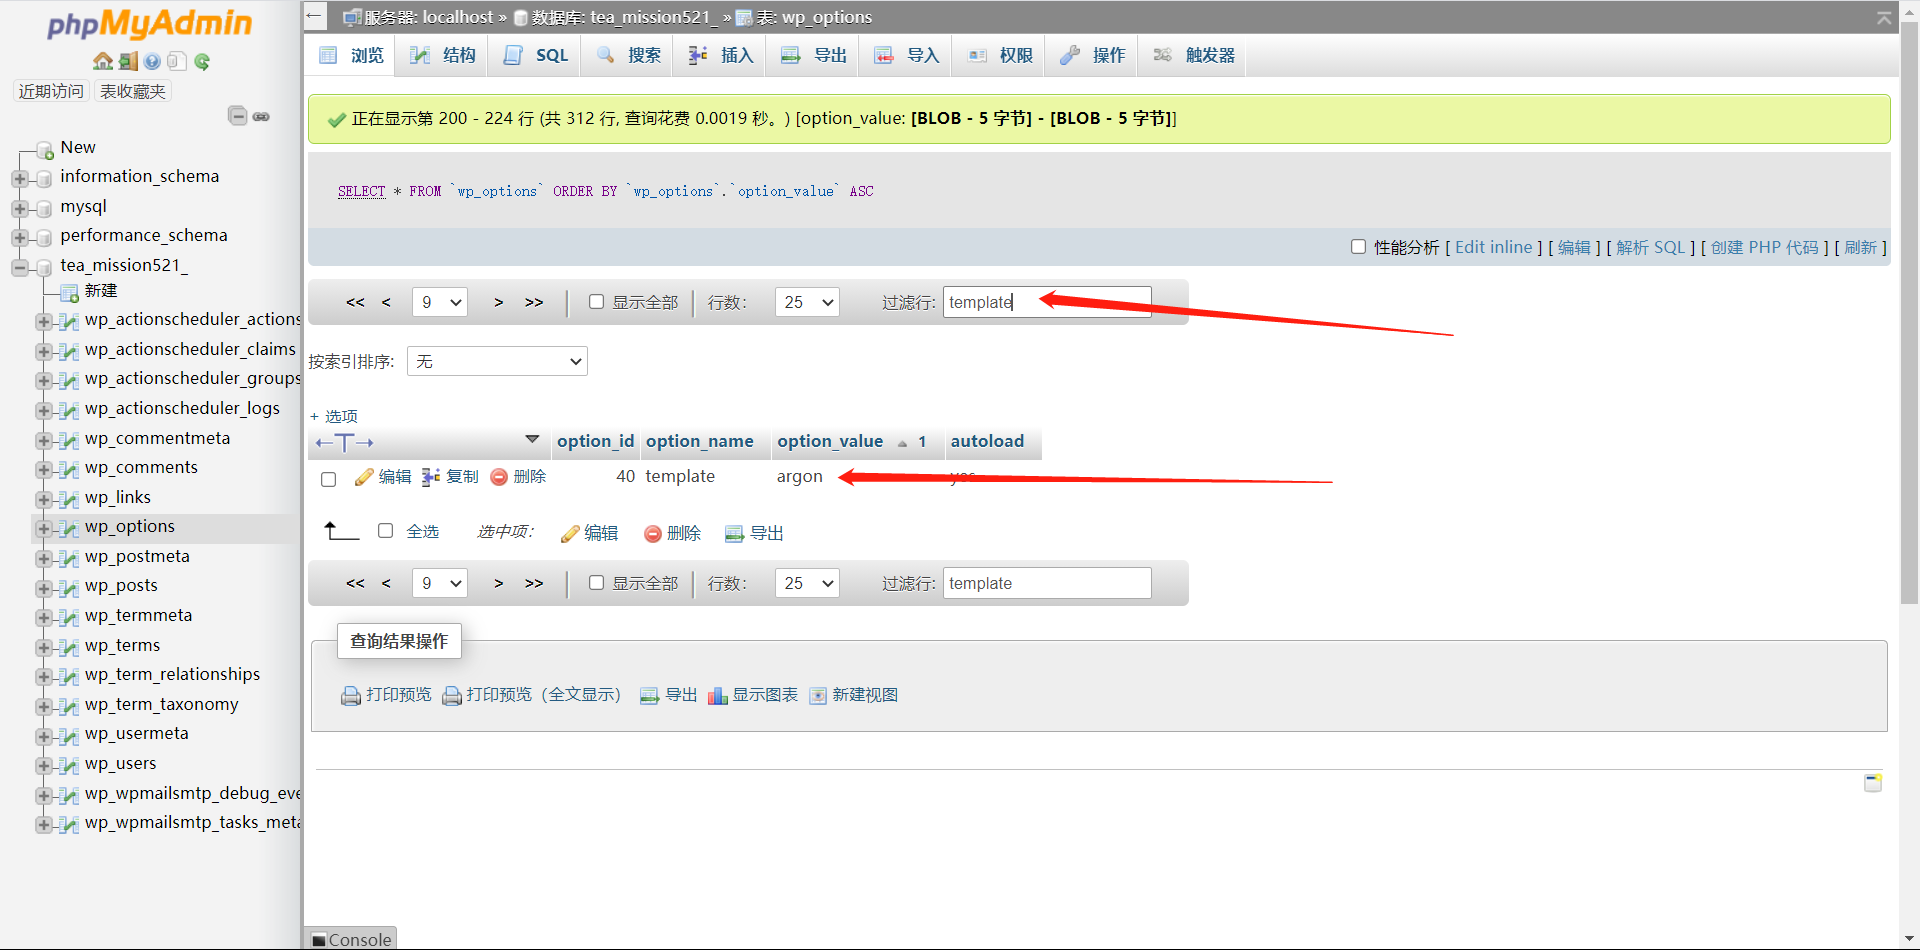 phpMyAdmin
近期访问 表收藏夹
New
information_schema
mysql
performance_schema
tea_mission521_
新建
wp_actionscheduler_actions
wp_actionscheduler_claims
wp_actionscheduler_groups
wp_actionscheduler_logs
wp_commentmeta
wp_comments
wp_links
wp_options
wp_postmeta
wp_posts
wp_termmeta
wp_terms
wp_term_relationships
wp_term_taxonomy
wp_usermeta
wp_users
wp_wpmailsmtp_debug_eve
wp_wpmailsmtp_tasks_meta
服务器: localhost » 数据库: tea_mission521_ » 表: wp_options
浏览 结构 SQL 搜索 插入 导出 导入 权限 操作 触发器
正在显示第 200 - 224 行 (共 312 行, 查询花费 0.0019 秒。) [option_value: [BLOB - 5 字节] - [BLOB - 5 字节]]
SELECT * FROM `wp_options` ORDER BY `wp_options`.`option_value` ASC
性能分析 [ Edit inline ] [ 编辑 ] [ 解析 SQL ] [ 创建 PHP 代码 ] [ 刷新 ]
<< < 9 > >> 显示全部 行数: 25 过滤行: template
按索引排序: 无
+ 选项
←T→ option_id option_name option_value 1 autoload
编辑 复制 删除 40 template argon yes
全选 选中项: 编辑 删除 导出
<< < 9 > >> 显示全部 行数: 25 过滤行: template
查询结果操作
打印预览 打印预览 (全文显示) 导出 显示图表 新建视图
Console